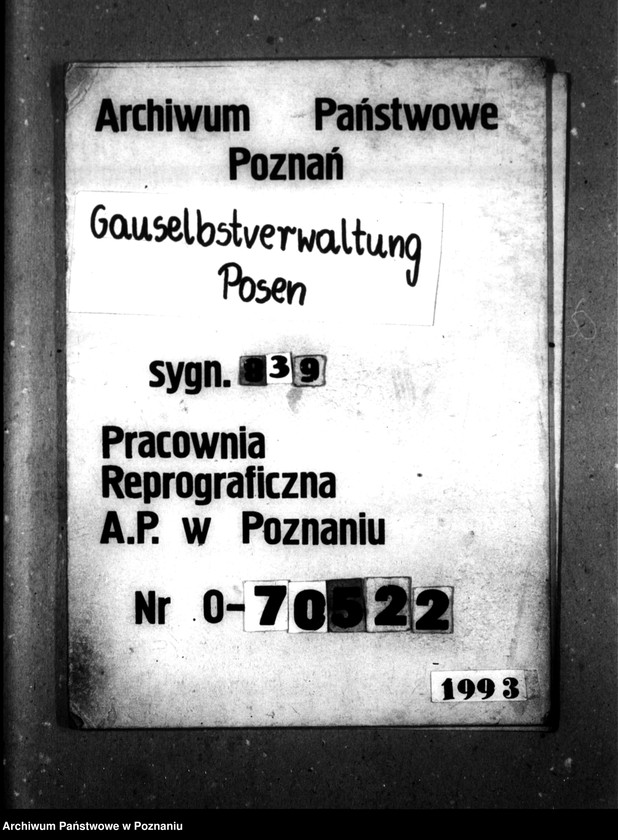 Archiwum Państwowe
Poznań
Gauselbstverwaltung
Posen
sygn. 839
Pracownia
Reprograficzna
A.P. w Poznaniu
Nr 0-70522
1993
Archiwum Państwowe w Poznaniu